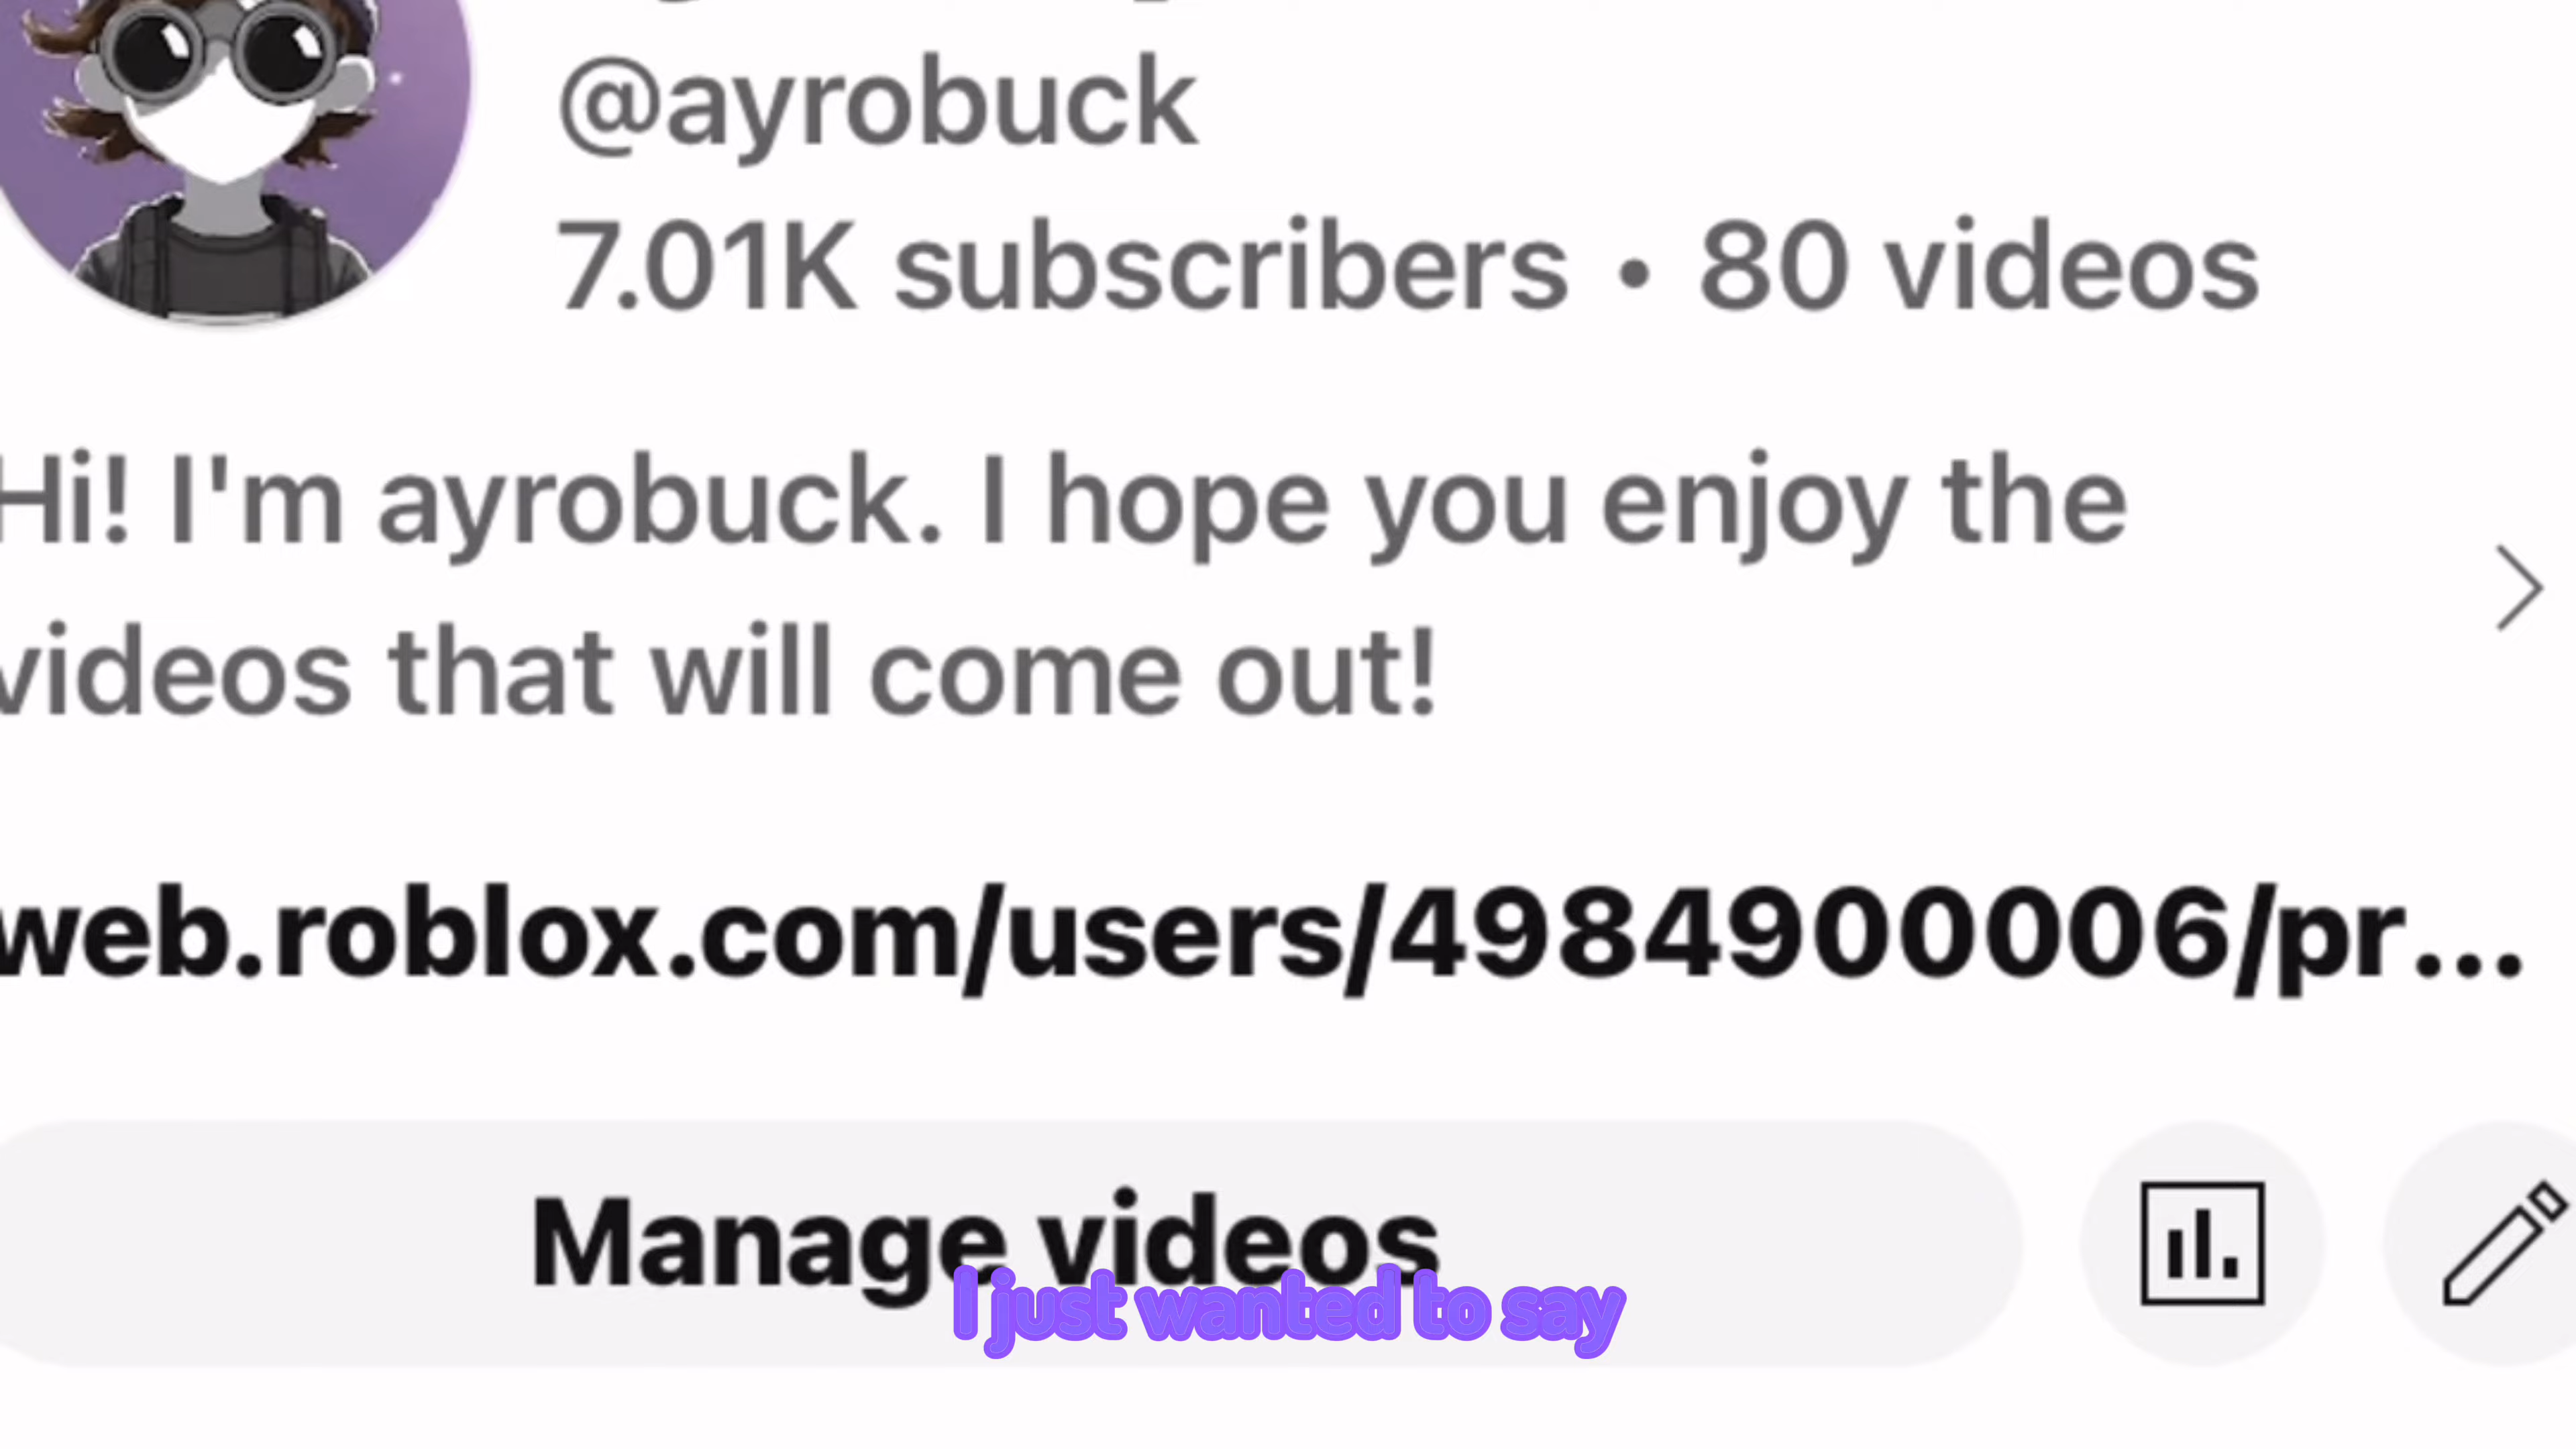 @ayrobuck
7.01K subscribers • 80 videos
Hi! I'm ayrobuck. I hope you enjoy the
videos that will come out!
web.roblox.com/users/4984900006/pr...
Manage videos
I just wanted to say